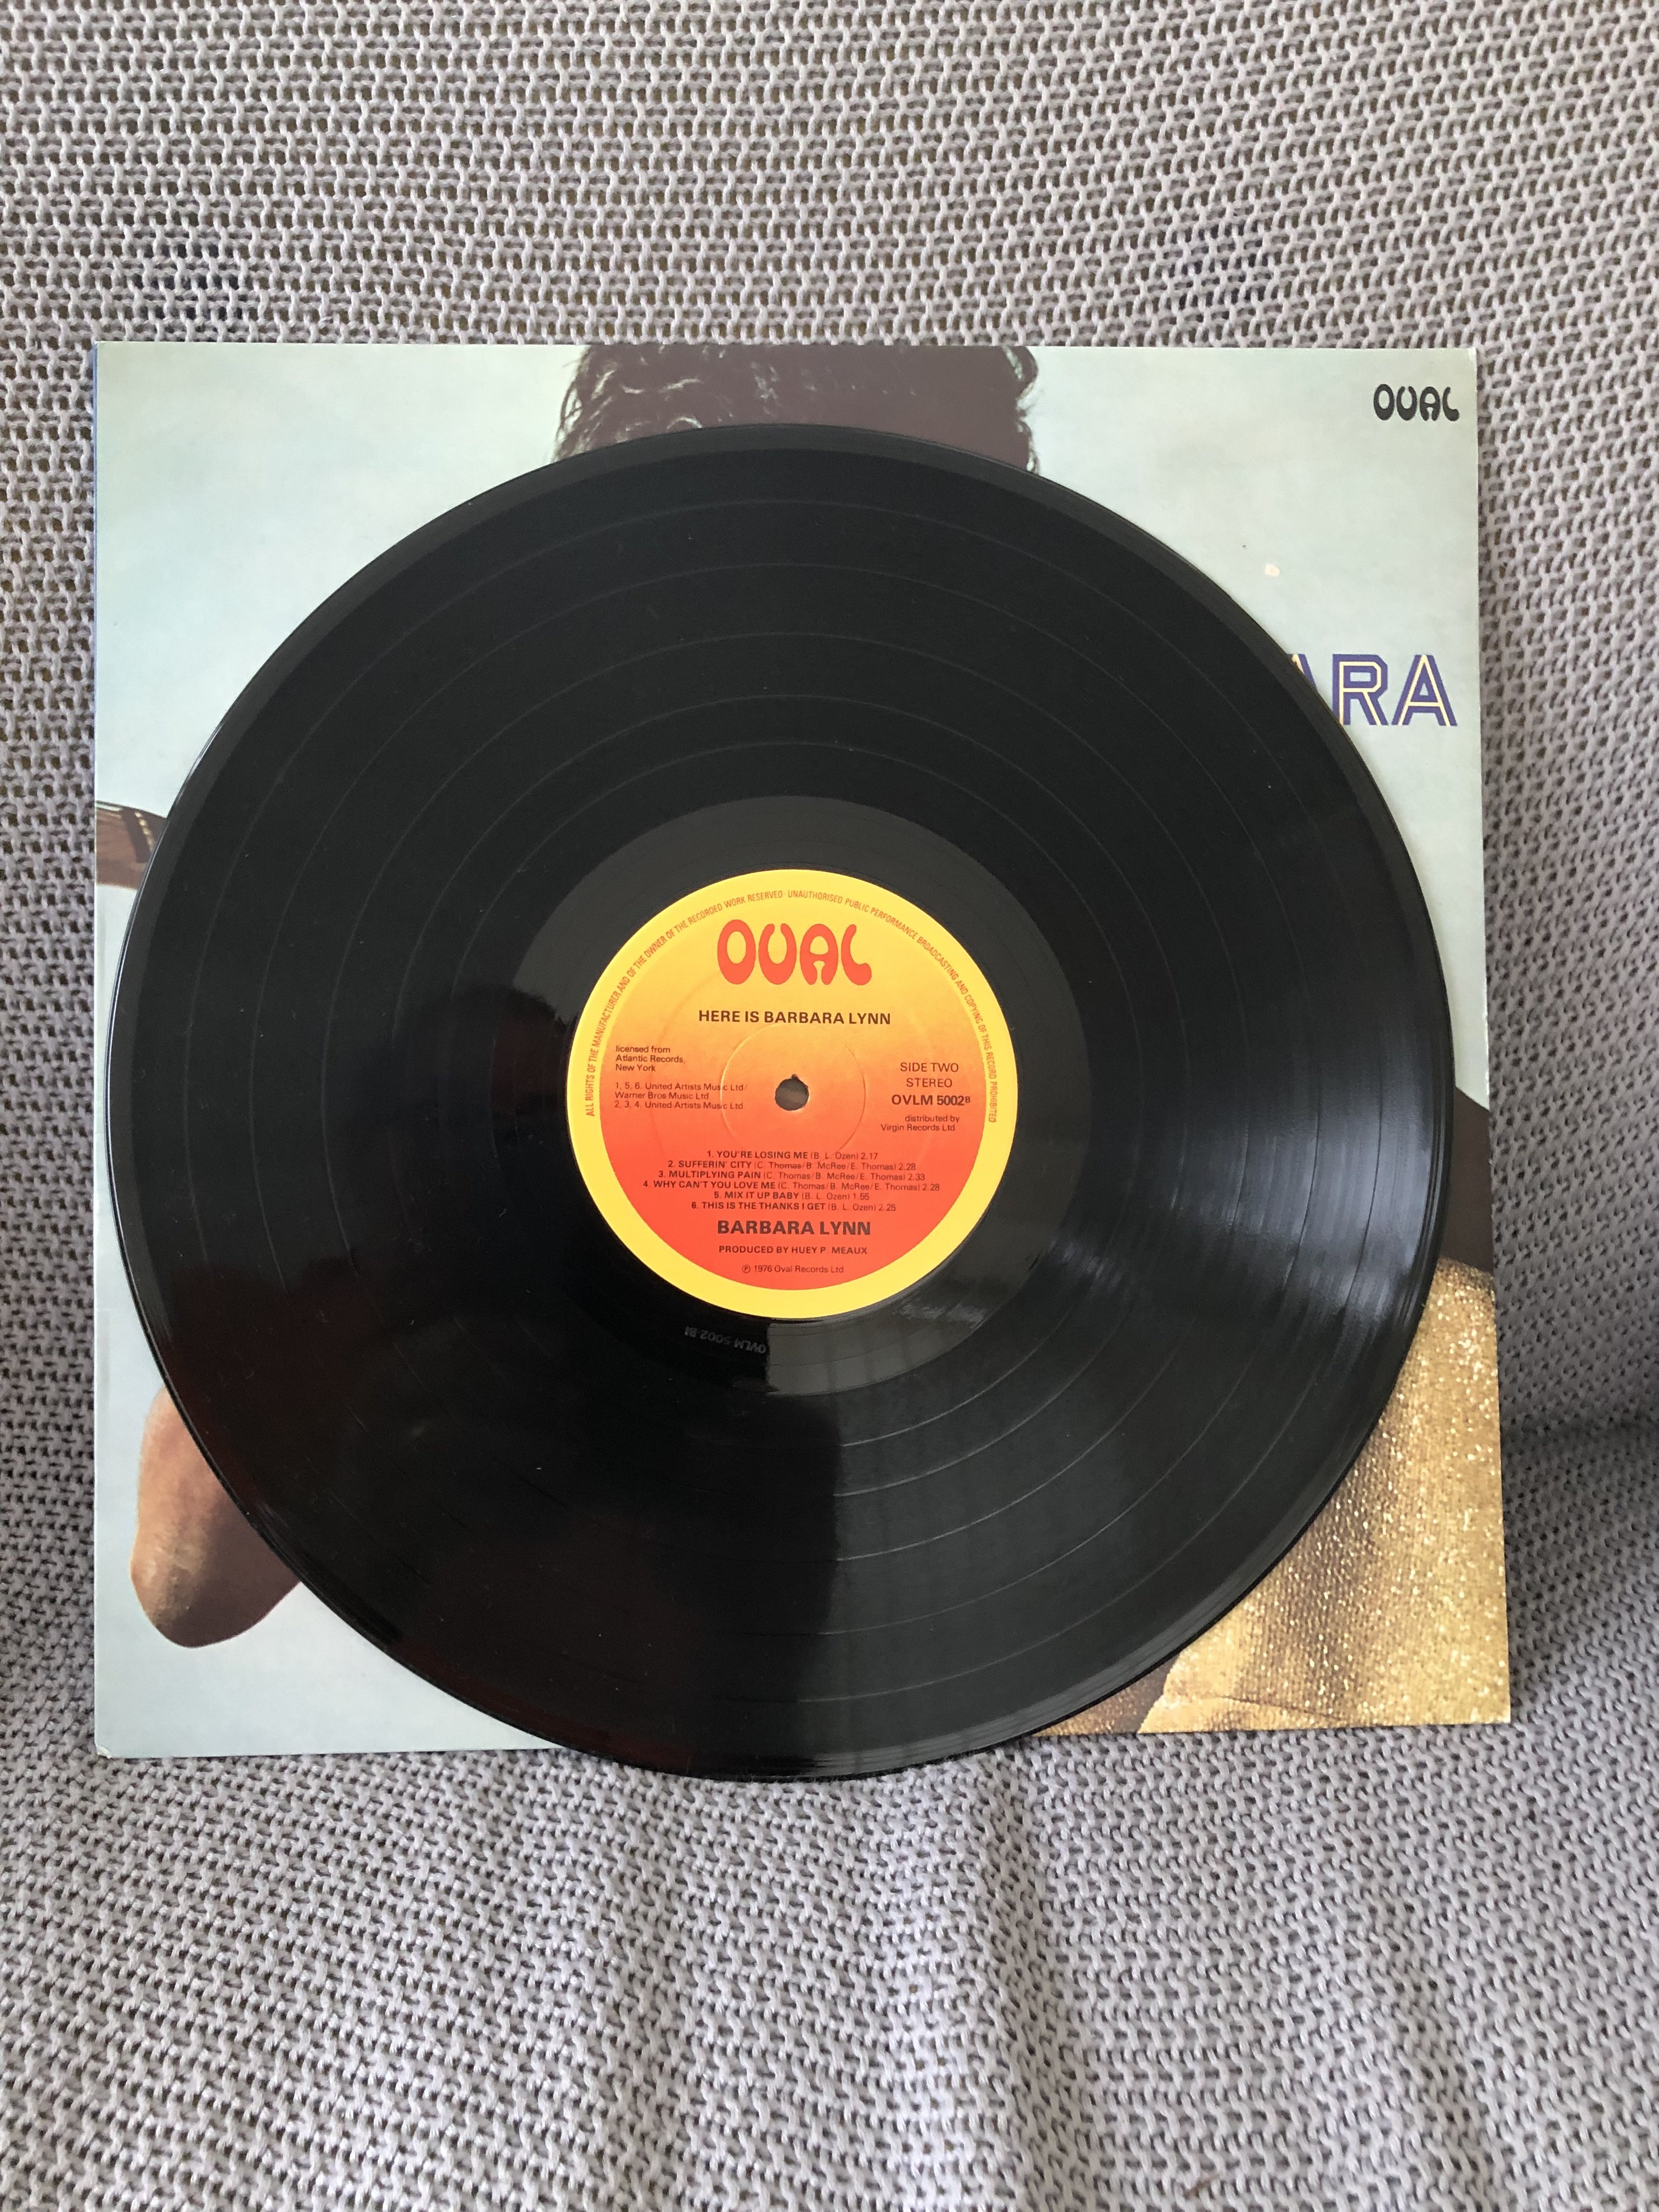 OVAL
ARA
ALL RIGHTS OF THE MANUFACTURER AND OF THE OWNER OF THE RECORDED WORK RESERVED · UNAUTHORISED PUBLIC PERFORMANCE BROADCASTING AND COPYING OF THIS RECORD PROHIBITED
OVAL
HERE IS BARBARA LYNN
licensed from
Atlantic Records,
New York
1, 5, 6. United Artists Music Ltd/
Warner Bros Music Ltd
2, 3, 4. United Artists Music Ltd
SIDE TWO
STEREO
OVLM 5002B
distributed by
Virgin Records Ltd
1. YOU'RE LOSING ME (B. L. Ozen) 2.17
2. SUFFERIN' CITY (C. Thomas/B. McRee/E. Thomas) 2.28
3. MULTIPLYING PAIN (C. Thomas/B. McRee/E. Thomas) 2.33
4. WHY CAN'T YOU LOVE ME (C. Thomas/B. McRee/E. Thomas) 2.28
5. MIX IT UP BABY (B. L. Ozen) 1.55
6. THIS IS THE THANKS I GET (B. L. Ozen) 2.25
BARBARA LYNN
PRODUCED BY HUEY P MEAUX
℗ 1976 Oval Records Ltd
OVLM 5002-B1